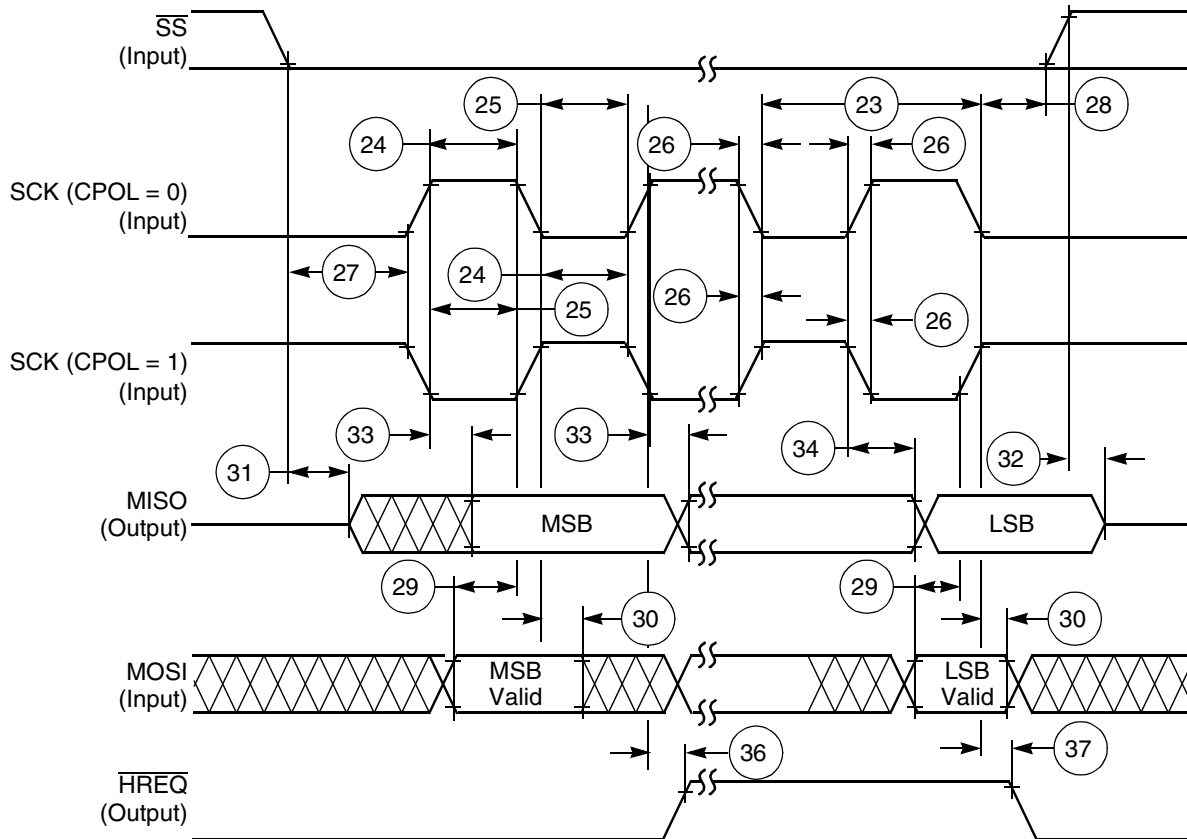 SS
(Input)
25
23
28
24
26
26
SCK (CPOL = 0)
(Input)
27
24
26
25
26
SCK (CPOL = 1)
(Input)
33
33
34
31
32
MISO
(Output)
MSB
LSB
29
29
30
30
MOSI
(Input)
MSB
Valid
LSB
Valid
36
37
HREQ
(Output)